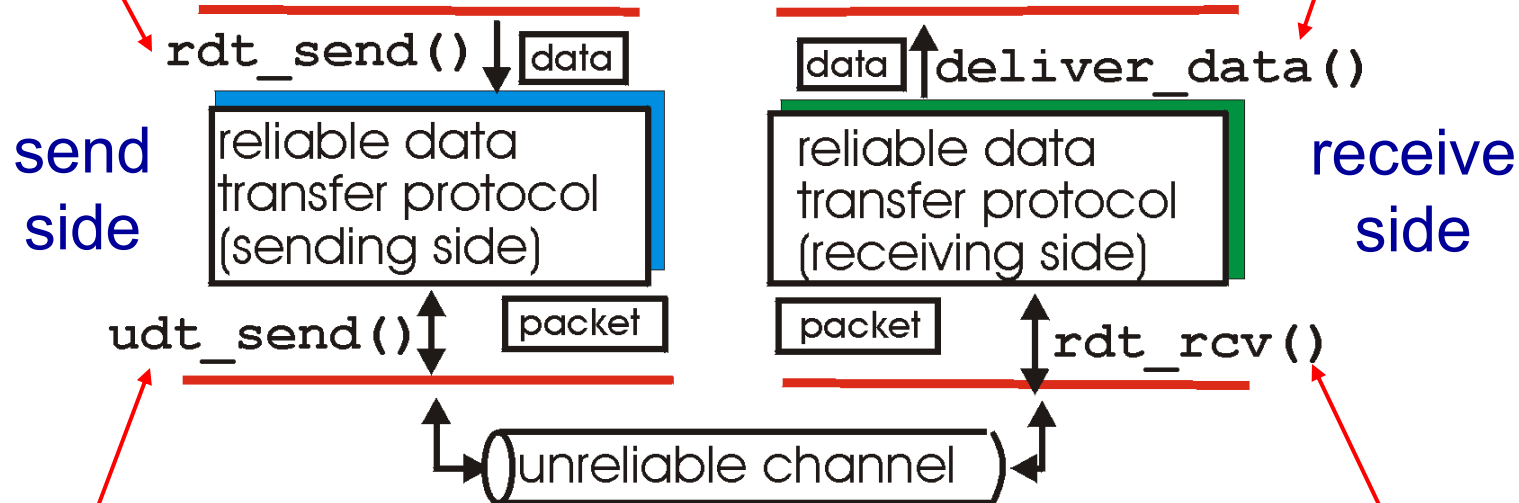 rdt_send()
data
data
deliver_data()
send
side
reliable data
transfer protocol
(sending side)
reliable data
transfer protocol
(receiving side)
receive
side
udt_send()
packet
packet
rdt_rcv()
unreliable channel